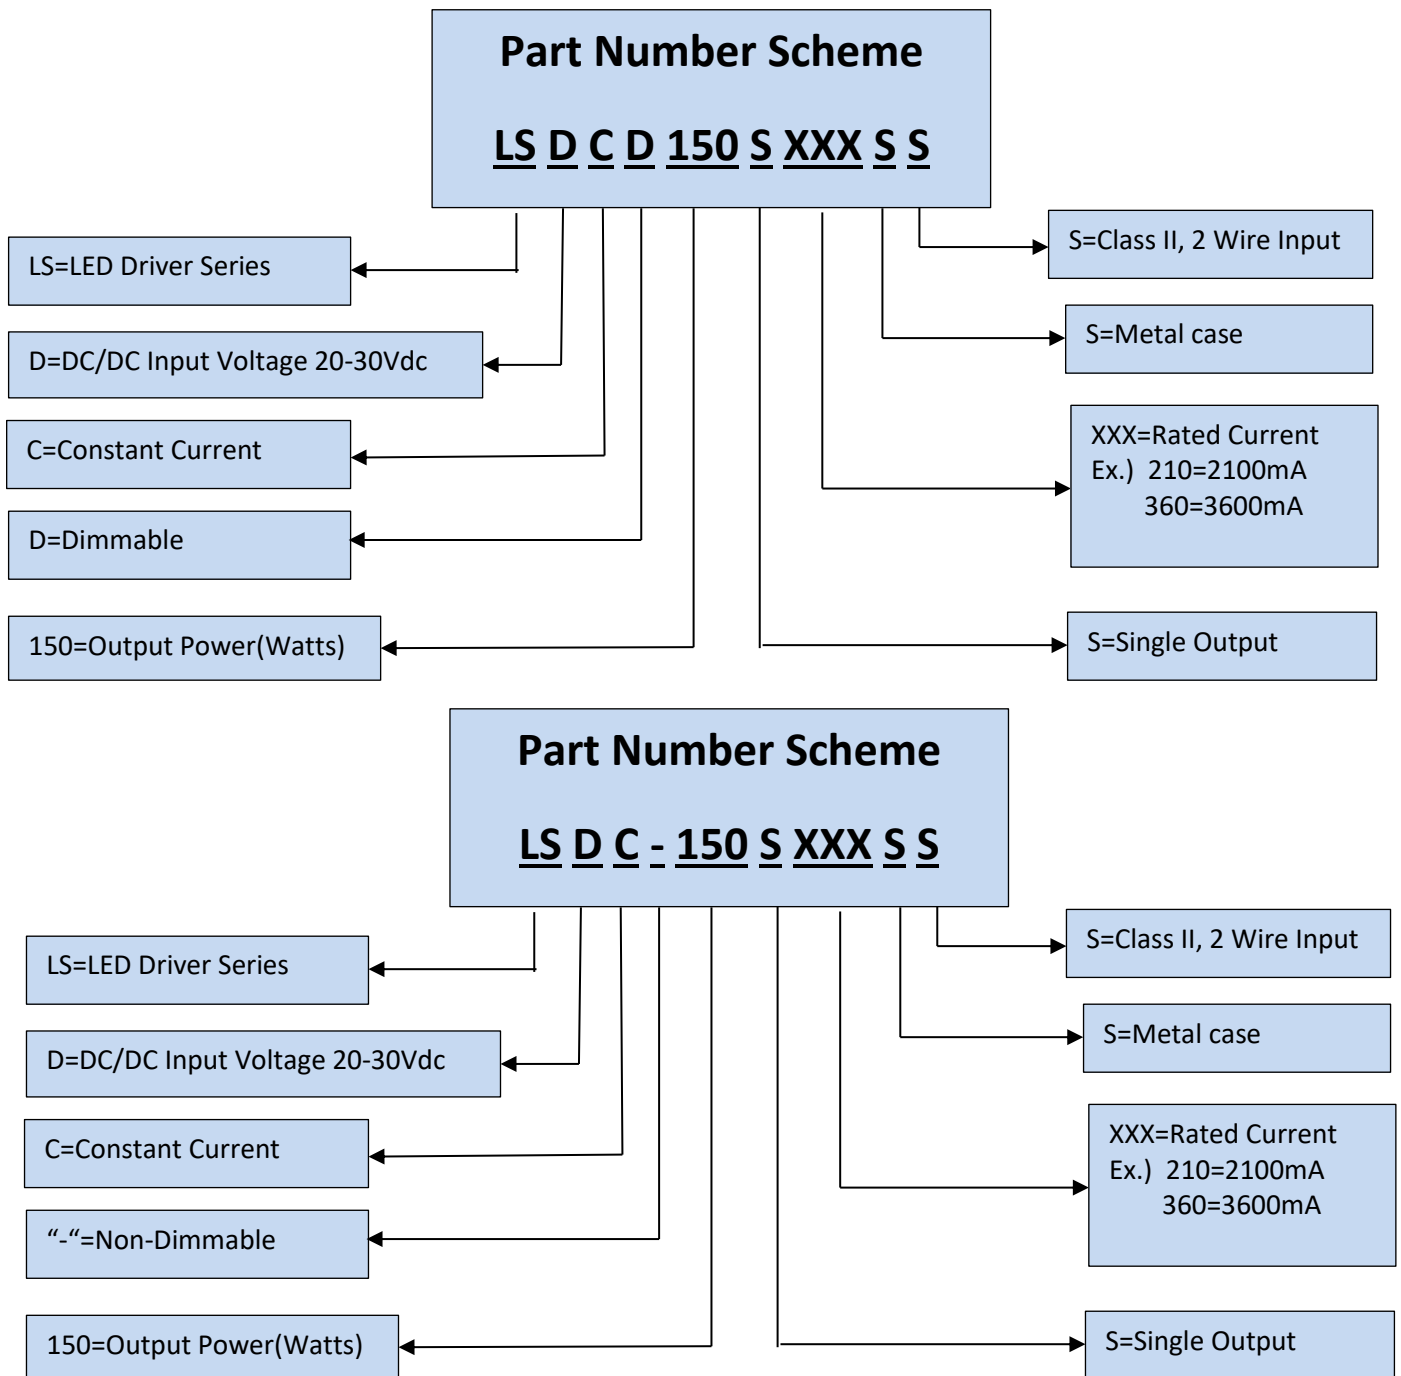 Part Number Scheme
LS D C D 150 S XXX S S
LS=LED Driver Series
D=DC/DC Input Voltage 20-30Vdc
C=Constant Current
D=Dimmable
150=Output Power(Watts)
S=Class II, 2 Wire Input
S=Metal case
XXX=Rated Current
Ex.) 210=2100mA
360=3600mA
S=Single Output
Part Number Scheme
LS D C - 150 S XXX S S
LS=LED Driver Series
D=DC/DC Input Voltage 20-30Vdc
C=Constant Current
“-“=Non-Dimmable
150=Output Power(Watts)
S=Class II, 2 Wire Input
S=Metal case
XXX=Rated Current
Ex.) 210=2100mA
360=3600mA
S=Single Output